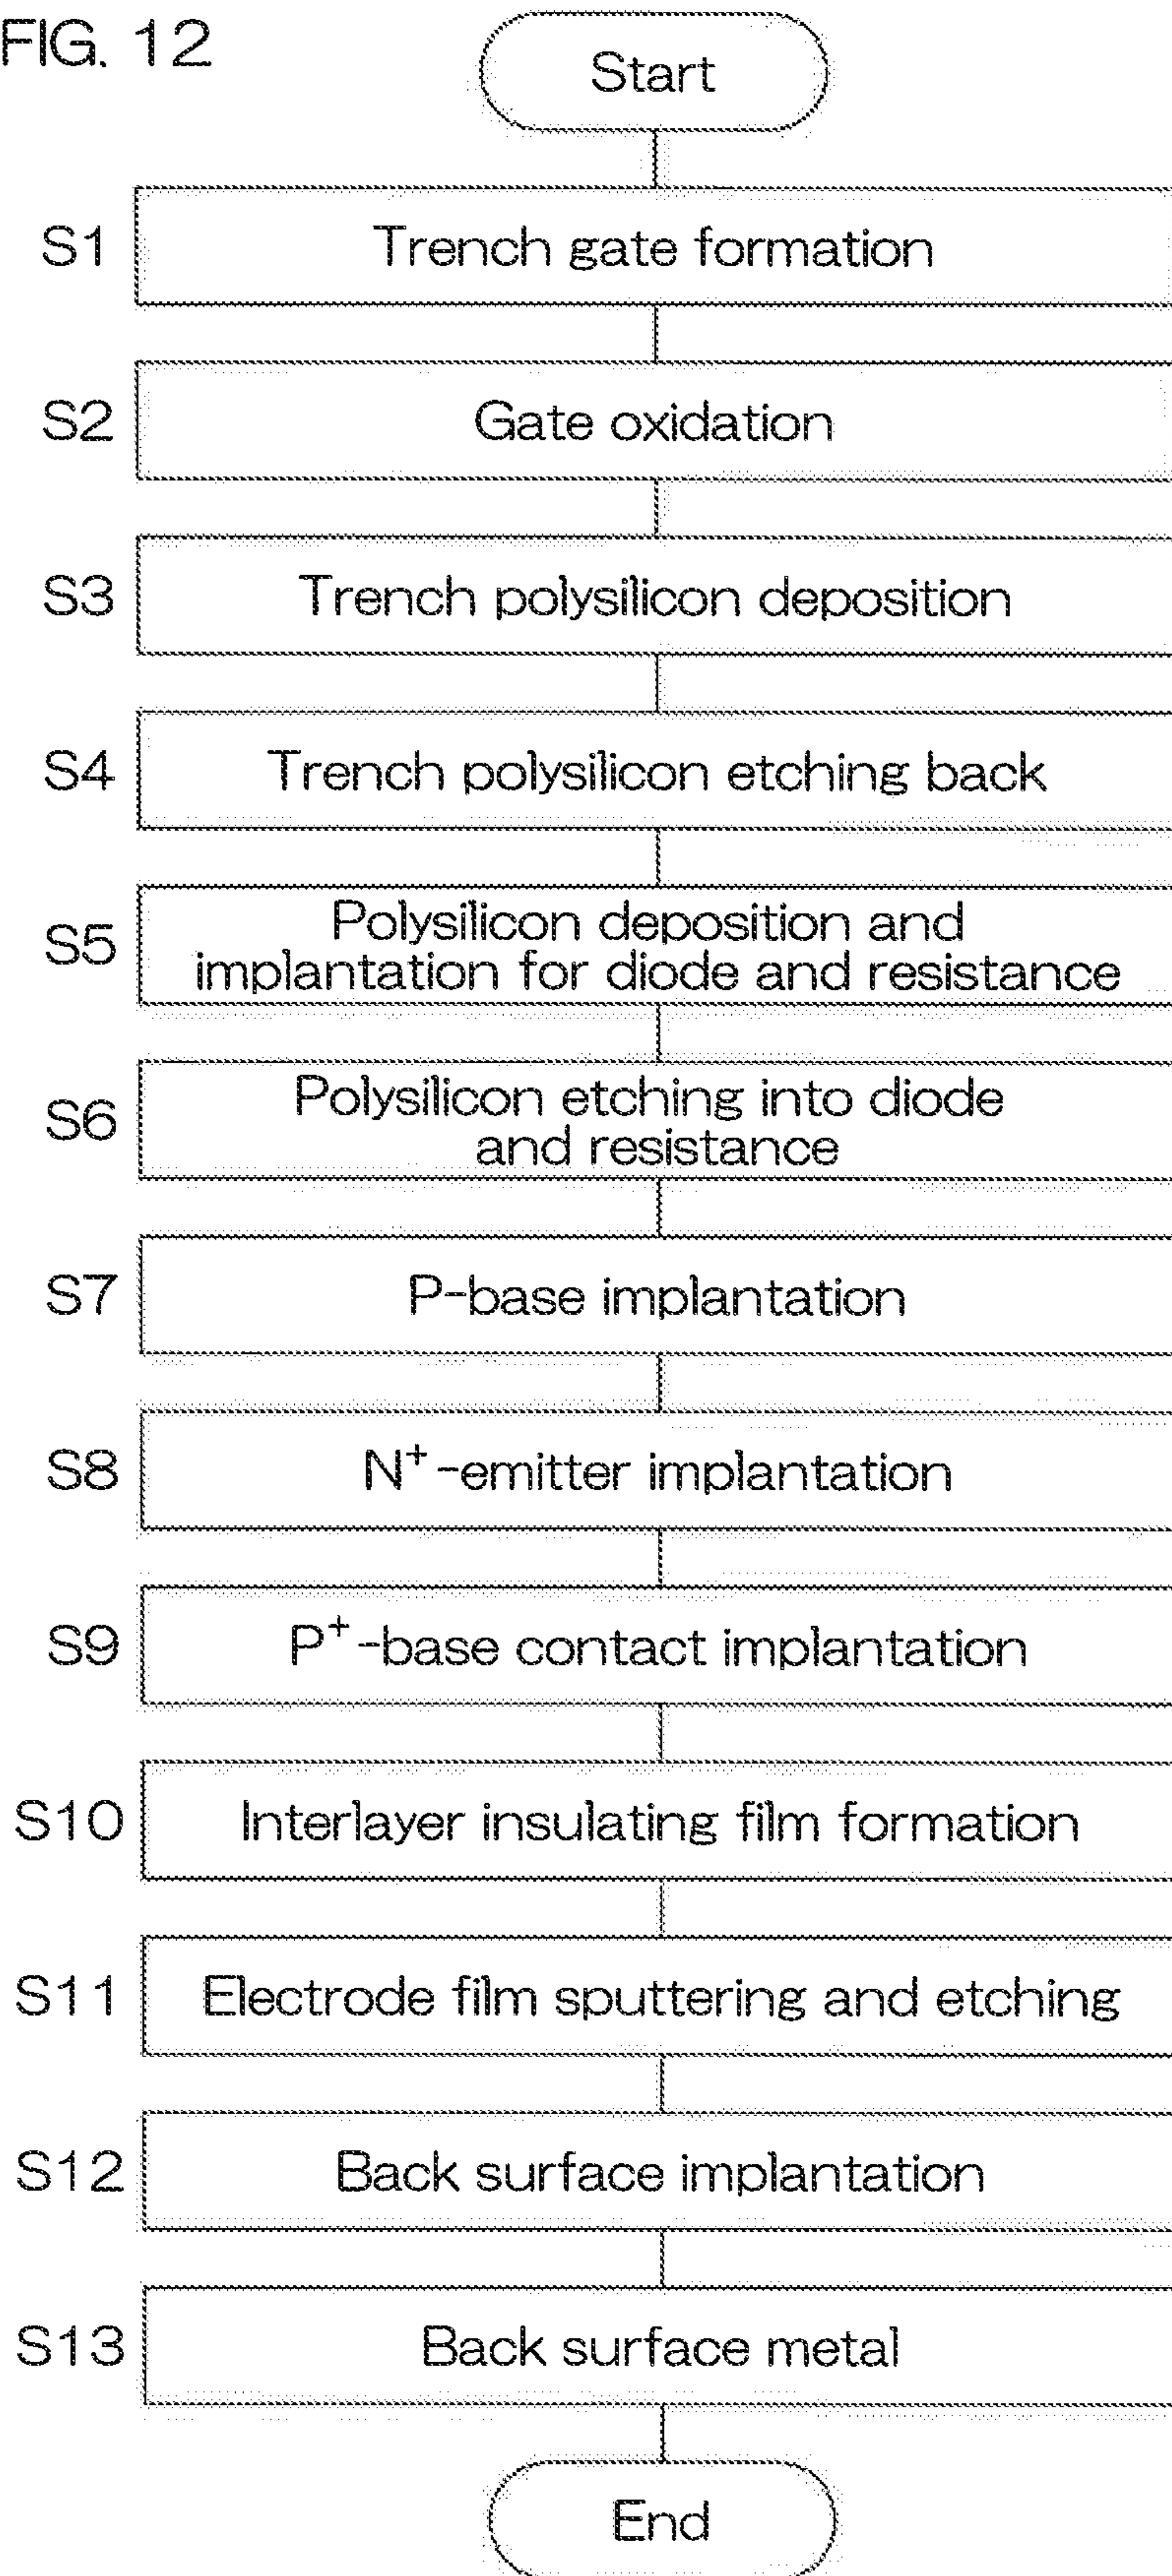 FIG. 12
Start
S1 Trench gate formation
S2 Gate oxidation
S3 Trench polysilicon deposition
S4 Trench polysilicon etching back
S5 Polysilicon deposition and
implantation for diode and resistance
S6 Polysilicon etching into diode
and resistance
S7 P-base implantation
S8 N⁺-emitter implantation
S9 P⁺-base contact implantation
S10 Interlayer insulating film formation
S11 Electrode film sputtering and etching
S12 Back surface implantation
S13 Back surface metal
End